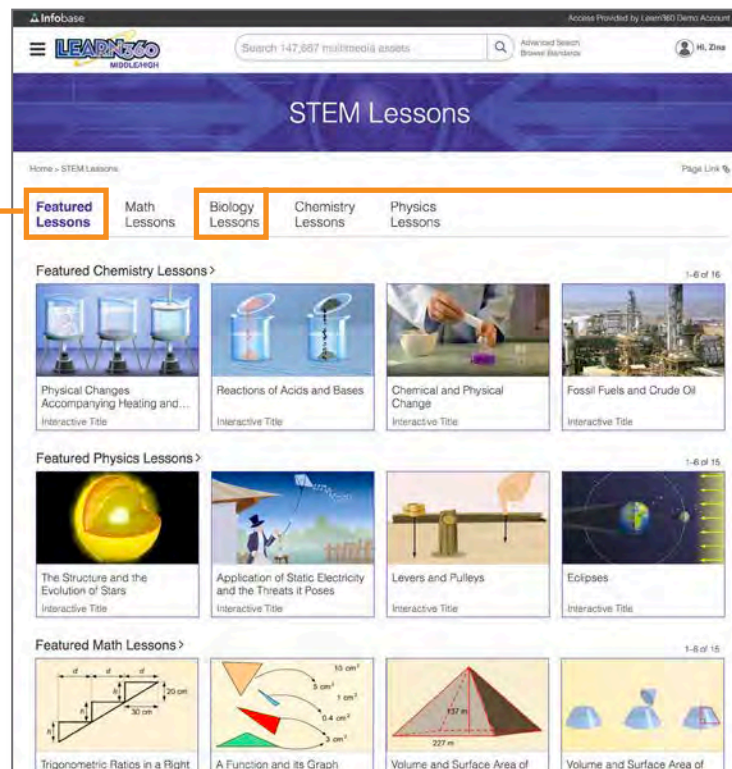 Infobase
Access Provided by Learn360 Demo Account
LEARN360
MIDDLE/HIGH
Search 147,667 multimedia assets
Advanced Search
Browse Standards
Hi, Zina
STEM Lessons
Home > STEM Lessons
Page Link
Featured Lessons
Math Lessons
Biology Lessons
Chemistry Lessons
Physics Lessons
Featured Chemistry Lessons >
1-6 of 16
Physical Changes
Accompanying Heating and...
Interactive Title
Reactions of Acids and Bases
Interactive Title
Chemical and Physical
Change
Interactive Title
Fossil Fuels and Crude Oil
Interactive Title
Featured Physics Lessons >
1-6 of 15
The Structure and the
Evolution of Stars
Interactive Title
Application of Static Electricity
and the Threats it Poses
Interactive Title
Levers and Pulleys
Interactive Title
Eclipses
Interactive Title
Featured Math Lessons >
1-6 of 15
d d d
h h h
20 cm
30 cm
Trigonometric Ratios in a Right
10 cm²
5 cm²
1 cm²
0.4 cm²
3 cm²
A Function and its Graph
137 m
227 m
Volume and Surface Area of
Volume and Surface Area of